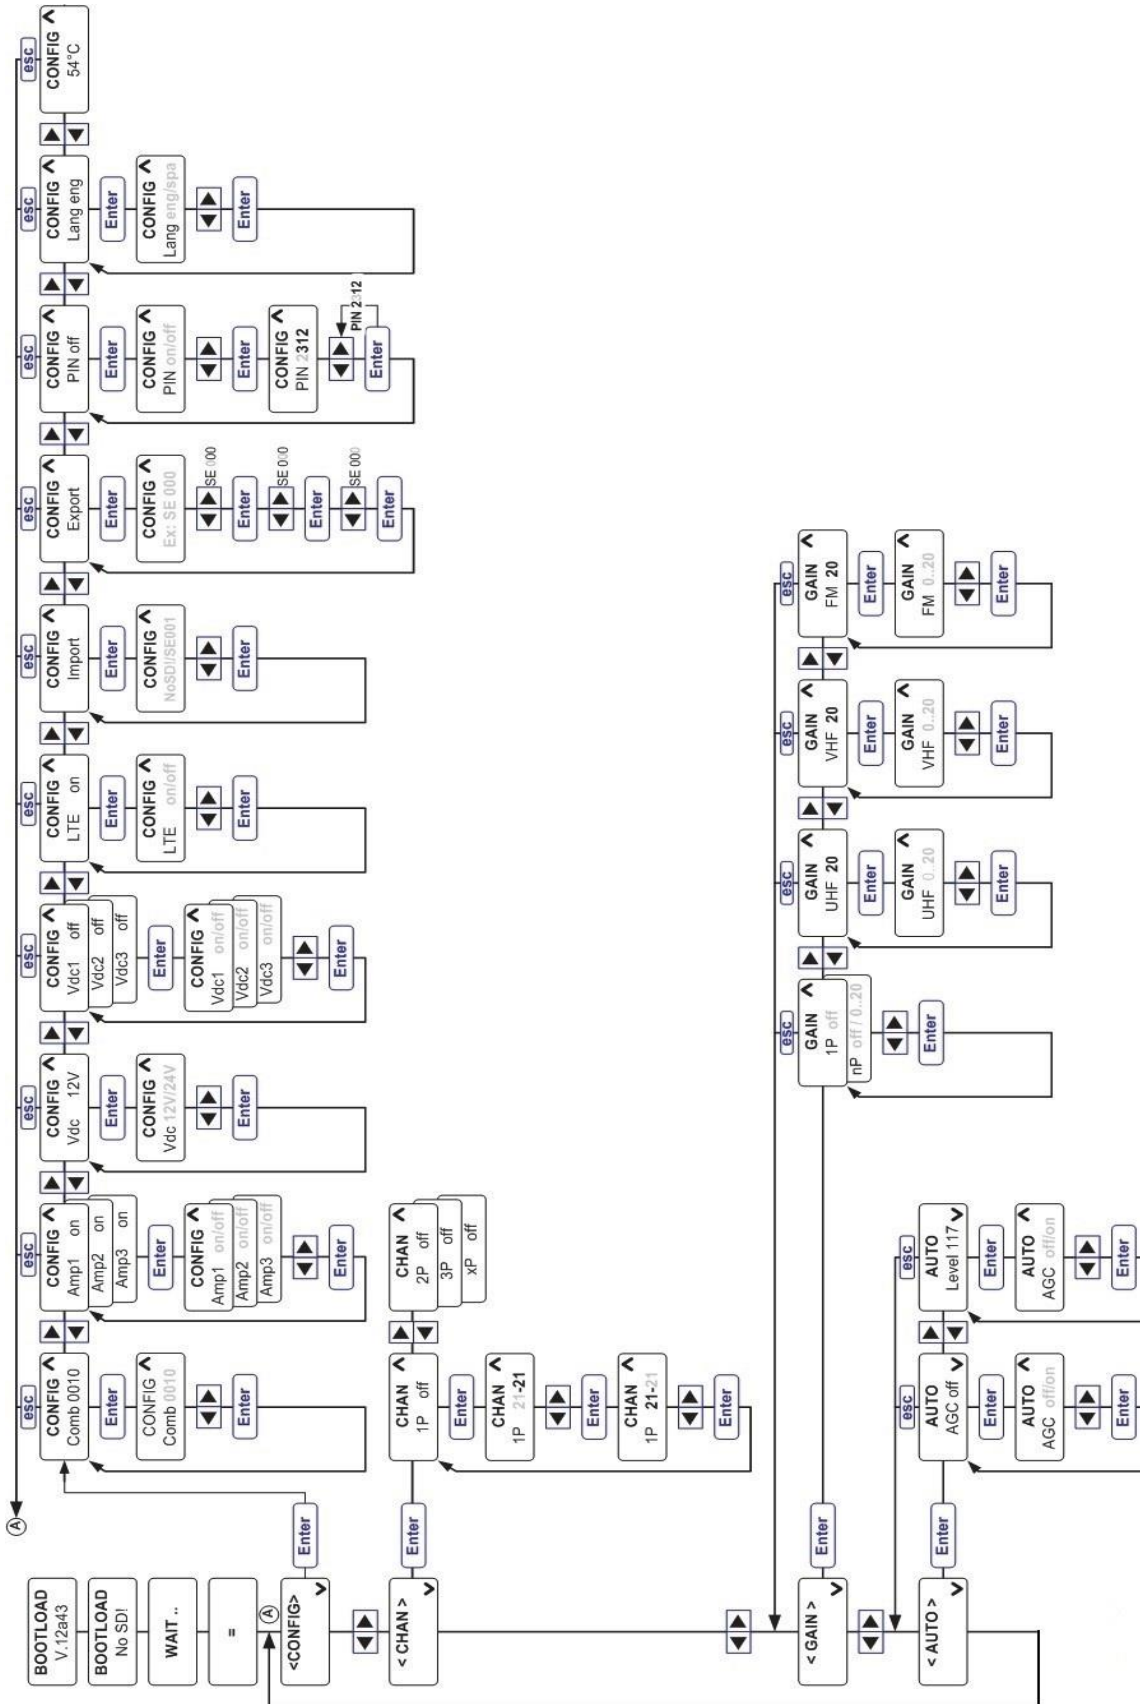 BOOTLOAD
V.12a43
BOOTLOAD
No SD!
WAIT ..
=
A
<CONFIG>
Enter
A
esc
CONFIG
Comb 0010
Enter
CONFIG
Comb 0010
Enter
esc
CONFIG
Amp1 on
Amp2 on
Amp3 on
Enter
CONFIG
Amp1 on/off
Amp2 on/off
Amp3 on/off
Enter
esc
CONFIG
Vdc 12V
Enter
CONFIG
Vdc 12V/24V
Enter
esc
CONFIG
Vdc1 off
Vdc2 off
Vdc3 off
Enter
CONFIG
Vdc1 on/off
Vdc2 on/off
Vdc3 on/off
Enter
esc
CONFIG
LTE on
Enter
CONFIG
LTE on/off
Enter
esc
CONFIG
Import
Enter
CONFIG
NoSD!/SE001
Enter
esc
CONFIG
Export
Enter
CONFIG
Ex: SE 000
SE 000
Enter
SE 000
Enter
SE 000
Enter
esc
CONFIG
PIN off
Enter
CONFIG
PIN on/off
Enter
CONFIG
PIN 2312
PIN 2312
Enter
esc
CONFIG
Lang eng
Enter
CONFIG
Lang eng/spa
Enter
esc
CONFIG
54°C
< CHAN >
Enter
CHAN
1P off
Enter
CHAN
1P 21-21
Enter
CHAN
1P 21-21
Enter
CHAN
2P off
3P off
xP off
< GAIN >
Enter
esc
GAIN
1P off
nP off / 0..20
Enter
esc
GAIN
UHF 20
Enter
GAIN
UHF 0..20
Enter
esc
GAIN
VHF 20
Enter
GAIN
VHF 0..20
Enter
esc
GAIN
FM 20
Enter
GAIN
FM 0..20
Enter
< AUTO >
Enter
esc
AUTO
AGC off
Enter
AUTO
AGC off/on
Enter
esc
AUTO
Level 117
Enter
AUTO
AGC off/on
Enter